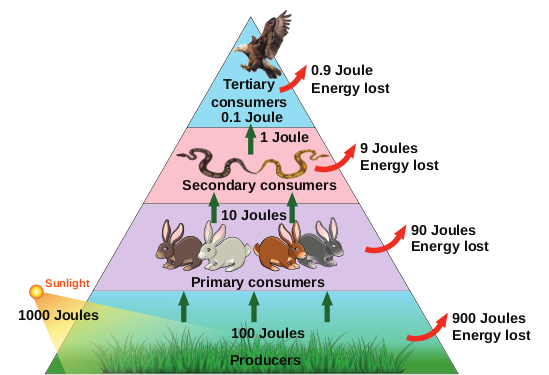 Tertiary
consumers
0.1 Joule
0.9 Joule
Energy lost
1 Joule
9 Joules
Energy lost
Secondary consumers
10 Joules
90 Joules
Energy lost
Primary consumers
Sunlight
1000 Joules
100 Joules
900 Joules
Energy lost
Producers